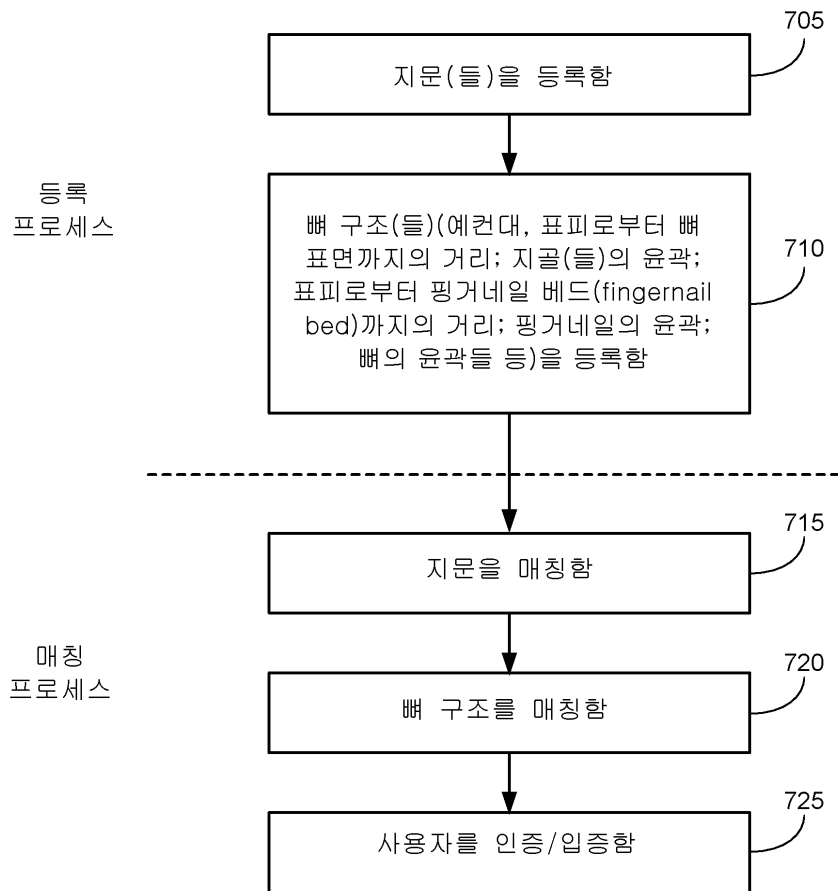 705
지문(들)을 등록함
등록
프로세스
뼈 구조(들)(예컨대, 표피로부터 뼈
표면까지의 거리; 지골(들)의 윤곽;
표피로부터 핑거네일 베드(fingernail
bed)까지의 거리; 핑거네일의 윤곽;
뼈의 윤곽들 등)을 등록함
710
715
지문을 매칭함
매칭
프로세스
720
뼈 구조를 매칭함
725
사용자를 인증/입증함